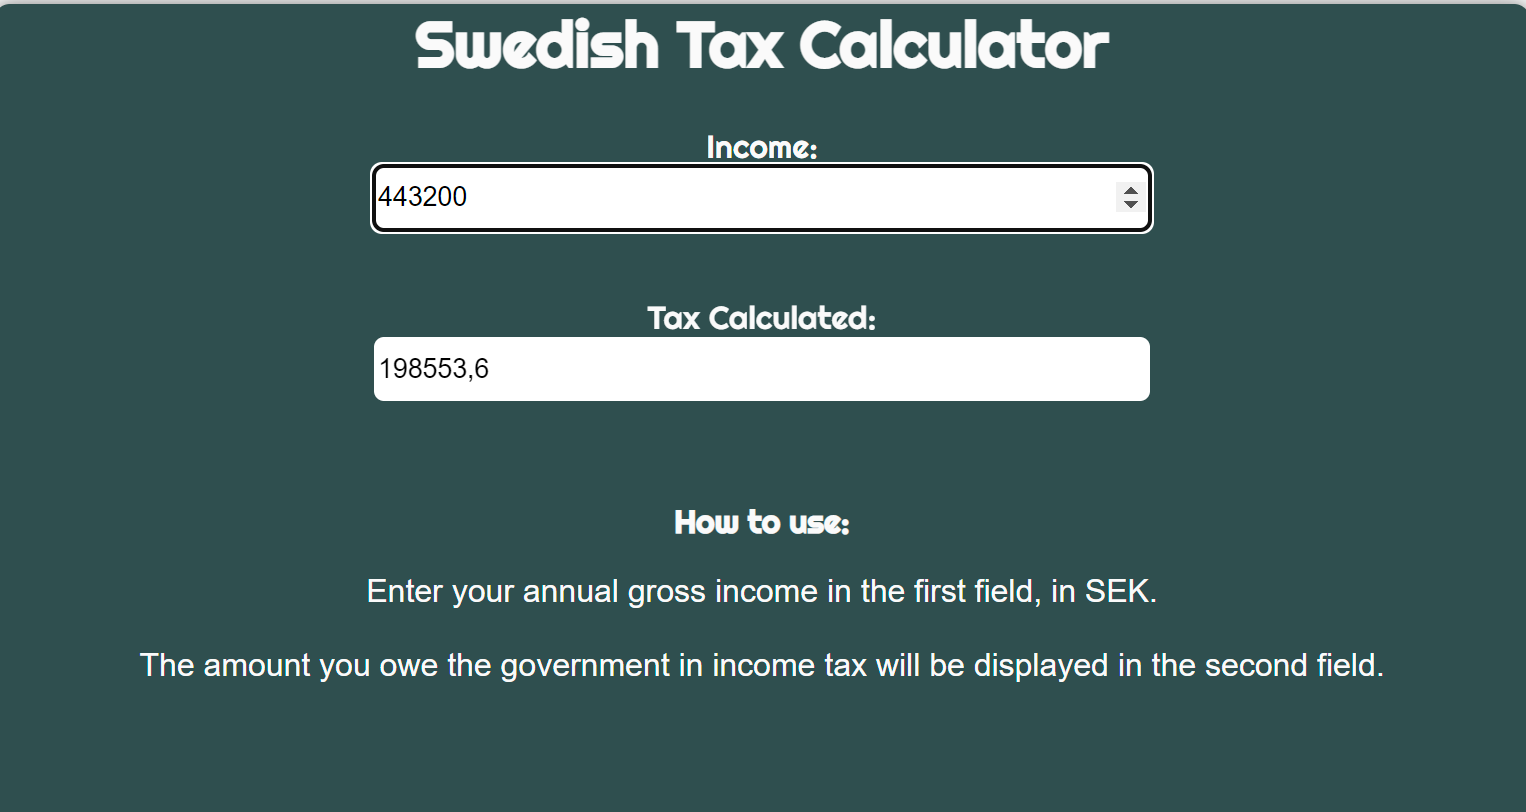 Swedish Tax Calculator
Income:
443200
Tax Calculated:
198553,6
How to use:
Enter your annual gross income in the first field, in SEK.
The amount you owe the government in income tax will be displayed in the second field.